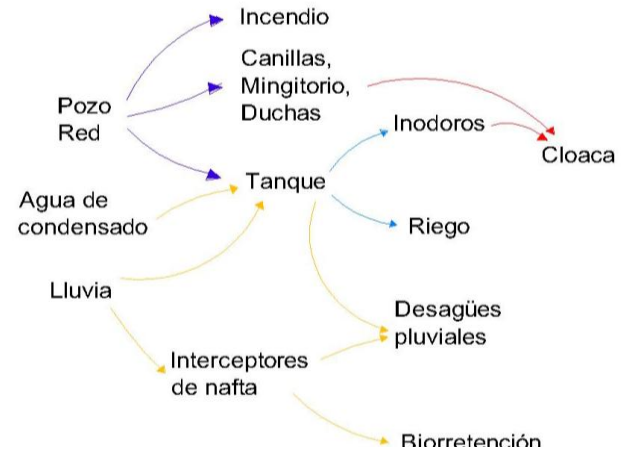 Incendio
Canillas,
Mingitorio,
Duchas
Pozo
Red
Inodoros
Cloaca
Tanque
Agua de
condensado
Riego
Lluvia
Desagües
pluviales
Interceptores
de nafta
Biorretención